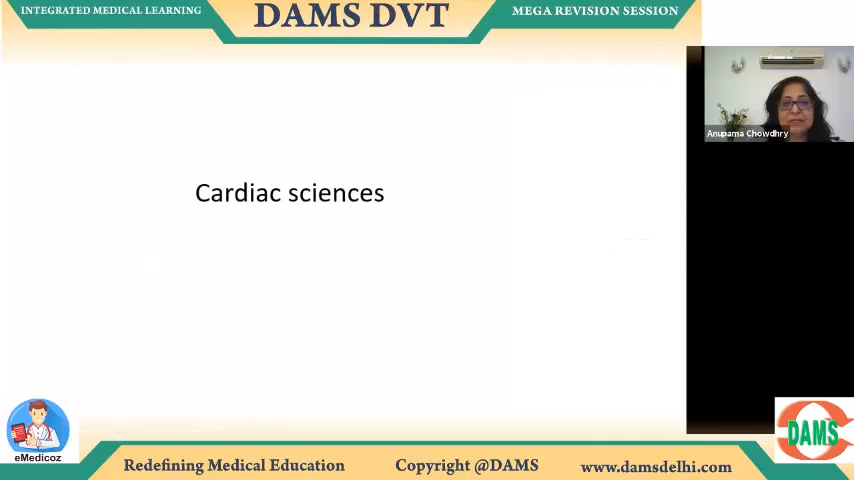 INTEGRATED MEDICAL LEARNING
DAMS DVT
MEGA REVISION SESSION
Anupama Chowdhry
Cardiac sciences
eMedicoz
DAMS
Redefining Medical Education
Copyright @DAMS
www.damsdelhi.com